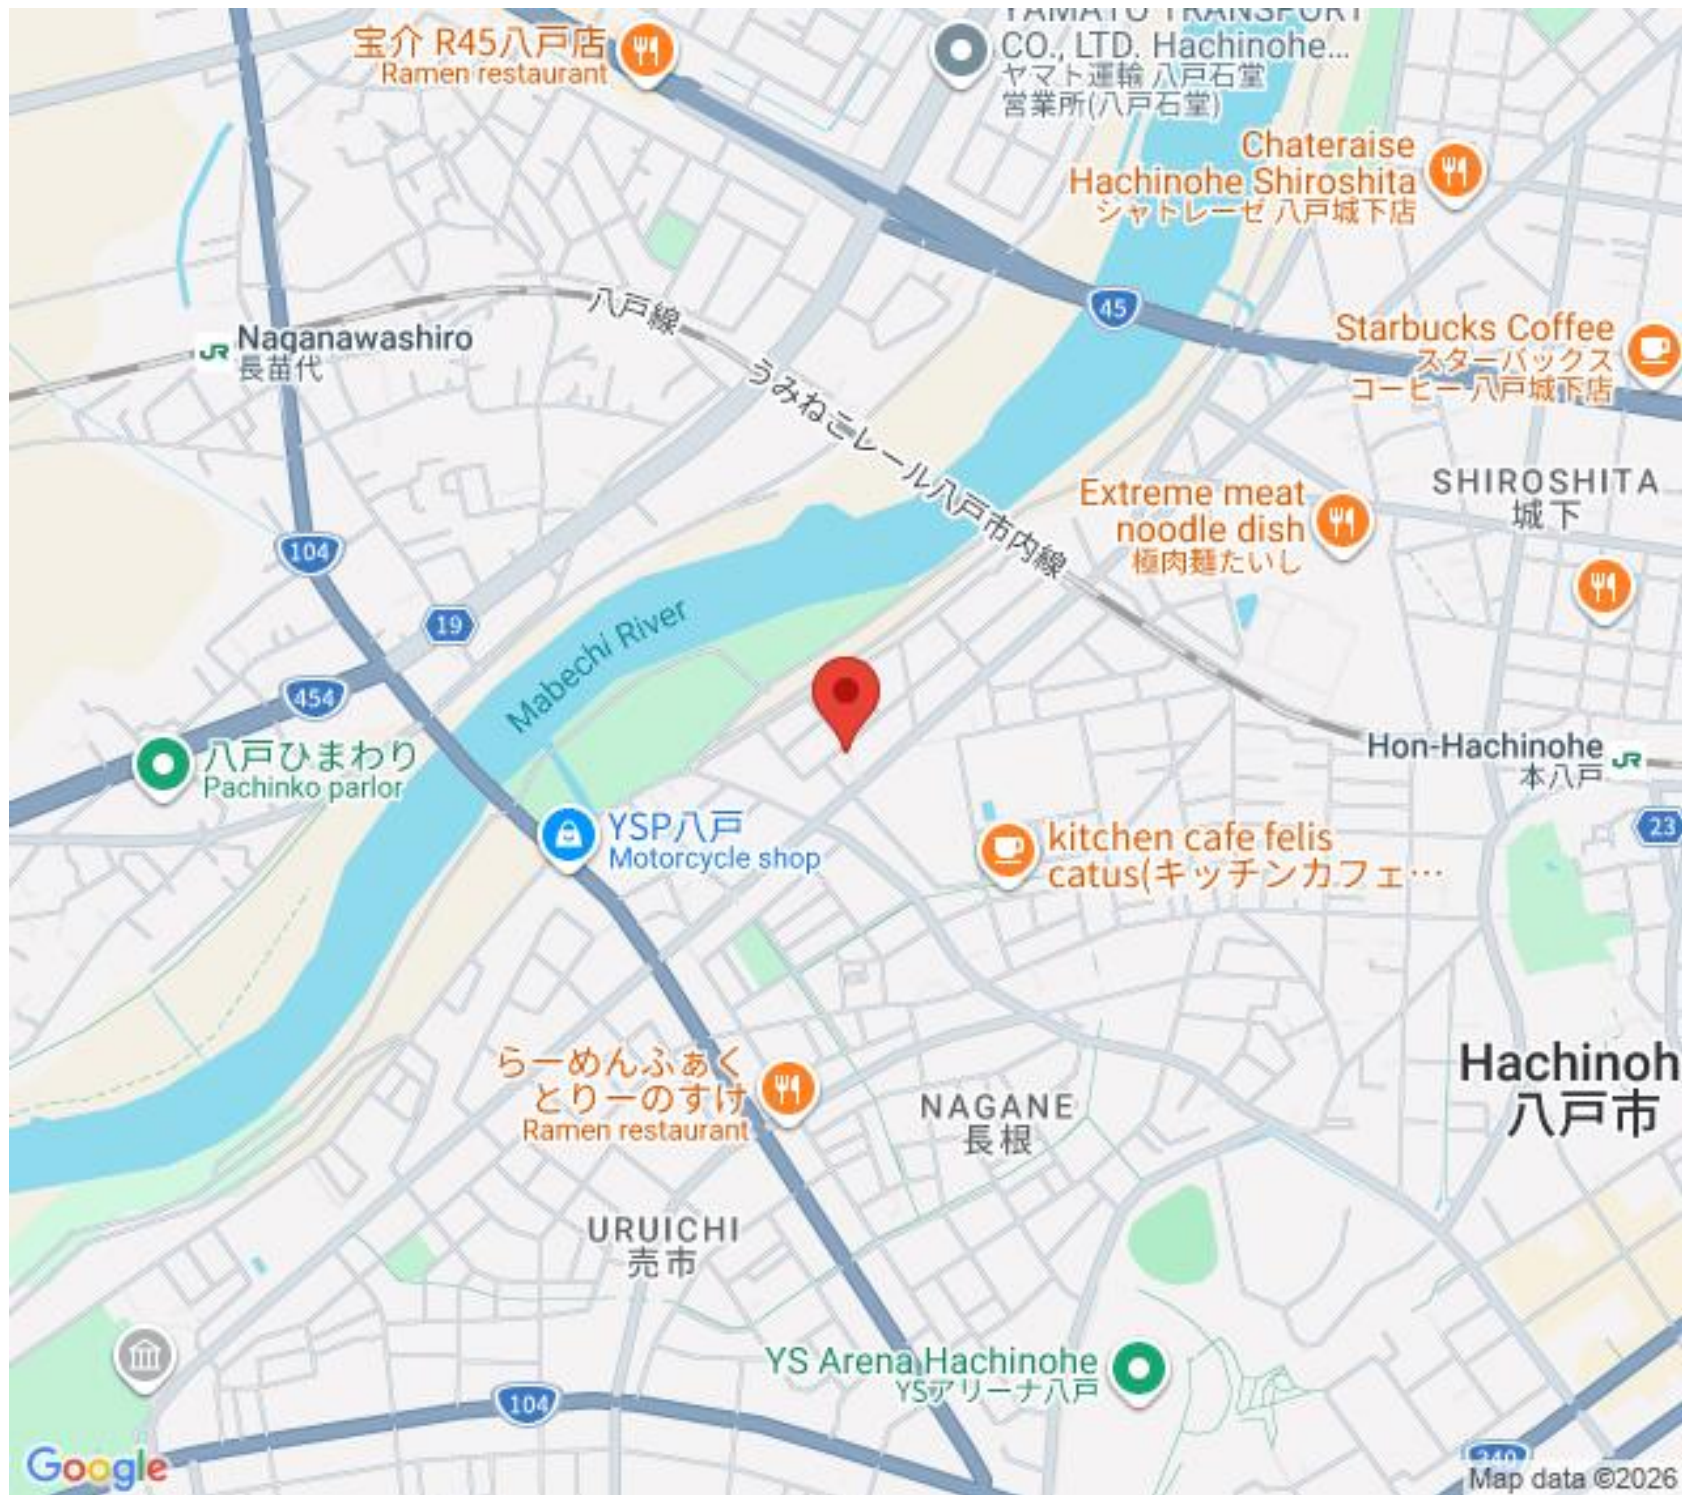 宝介 R45八戸店
Ramen restaurant
YAMATO TRANSPORT
CO., LTD. Hachinohe...
ヤマト運輸 八戸石堂
営業所(八戸石堂)
Chateraise
Hachinohe Shiroshita
シャトレーゼ 八戸城下店
45
Starbucks Coffee
スターバックス
コーヒー 八戸城下店
八戸線
うみねこレール八戸市内線
JR Naganawashiro
長苗代
SHIROSHITA
城下
Extreme meat
noodle dish
極肉麺たいし
104
19
454
Mabechi River
八戸ひまわり
Pachinko parlor
Hon-Hachinohe JR
本八戸
23
YSP八戸
Motorcycle shop
kitchen cafe felis
catus(キッチンカフェ…
らーめんふぁく
とりーのすけ
Ramen restaurant
NAGANE
長根
Hachinoh
八戸市
URUICHI
売市
YS Arena Hachinohe
YSアリーナ八戸
104
340
Google
Map data ©2026